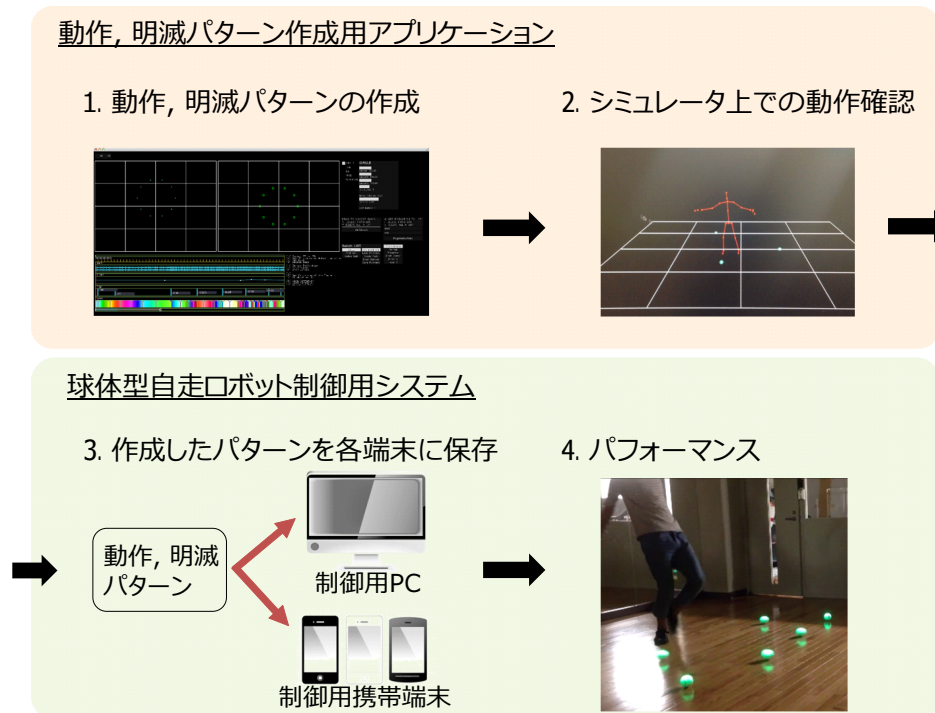 動作, 明滅パターン作成用アプリケーション
1. 動作, 明滅パターンの作成
2. シミュレータ上での動作確認
球体型自走ロボット制御用システム
3. 作成したパターンを各端末に保存
4. パフォーマンス
動作, 明滅
パターン
制御用PC
制御用携帯端末